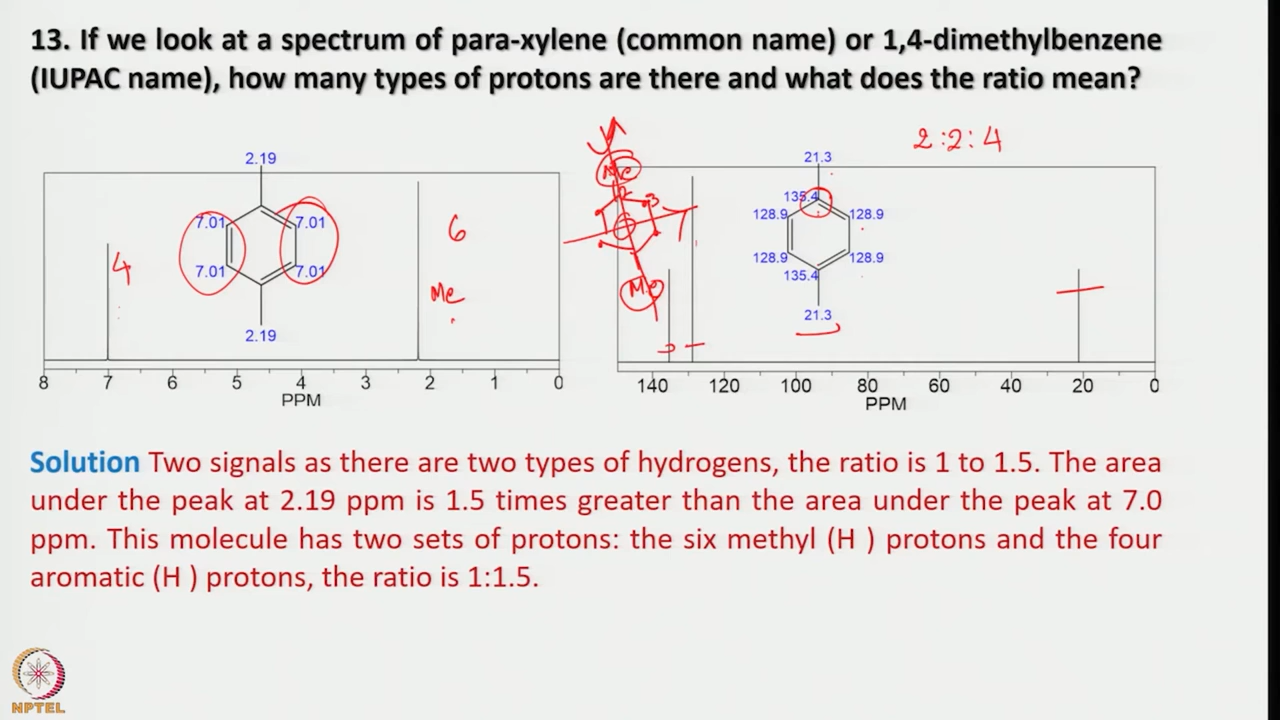 13. If we look at a spectrum of para-xylene (common name) or 1,4-dimethylbenzene
(IUPAC name), how many types of protons are there and what does the ratio mean?
2:2:4
2.19
7.01 7.01
7.01 7.01
2.19
4
6
Me
8 7 6 5 4 3 2 1 0
PPM
Me
2
3
Me
21.3
135.4
128.9 128.9
128.9 128.9
135.4
21.3
140 120 100 80 60 40 20 0
PPM
Solution Two signals as there are two types of hydrogens, the ratio is 1 to 1.5. The area
under the peak at 2.19 ppm is 1.5 times greater than the area under the peak at 7.0
ppm. This molecule has two sets of protons: the six methyl (H ) protons and the four
aromatic (H ) protons, the ratio is 1:1.5.
NPTEL